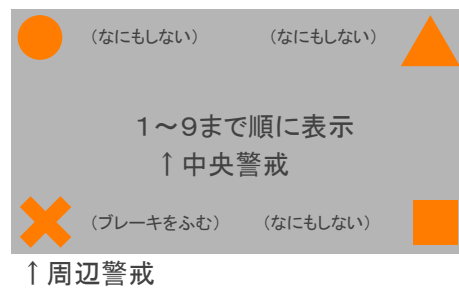 (なにもしない) (なにもしない)
1～9まで順に表示
↑中央警戒
(ブレーキをふむ) (なにもしない)
↑周辺警戒